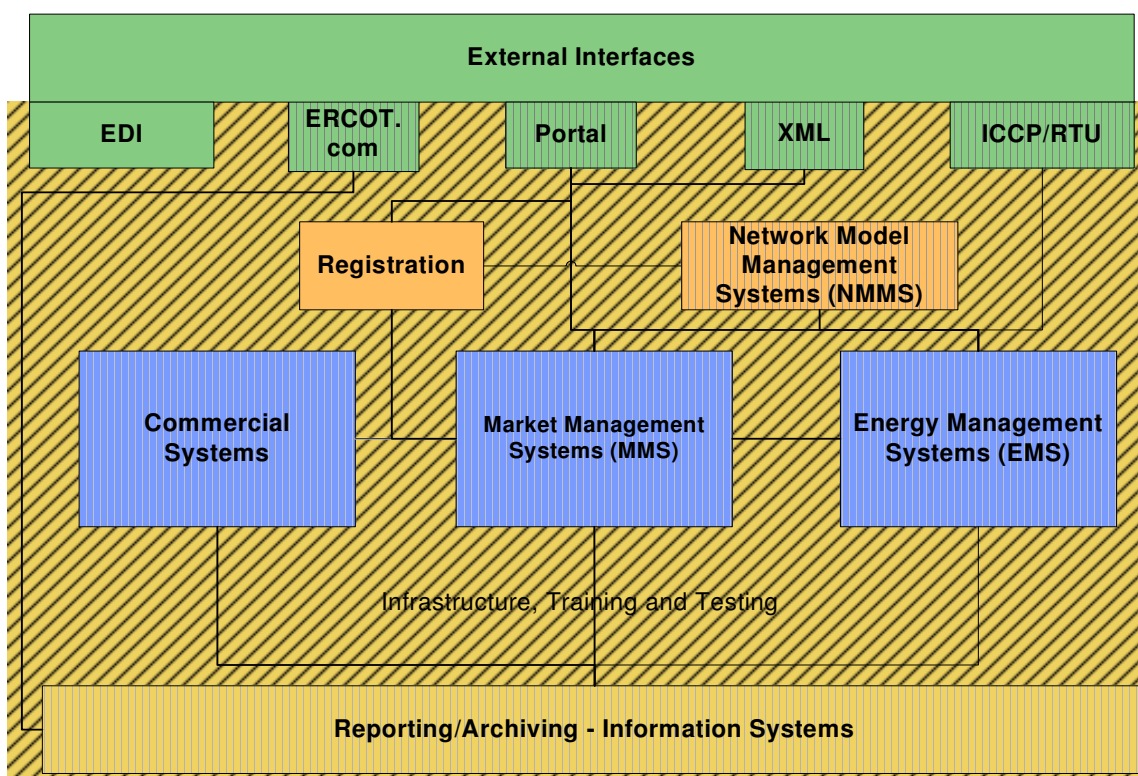 External Interfaces
EDI
ERCOT.
com
Portal
XML
ICCP/RTU
Registration
Network Model
Management
Systems (NMMS)
Commercial
Systems
Market Management
Systems (MMS)
Energy Management
Systems (EMS)
Infrastructure, Training and Testing
Reporting/Archiving - Information Systems